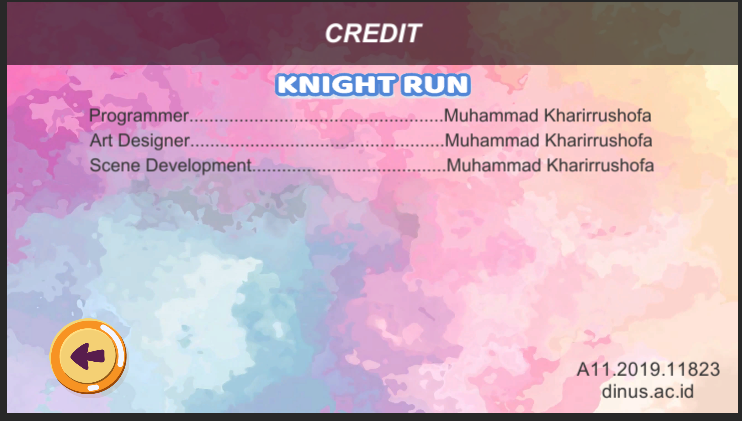 CREDIT
KNIGHT RUN
Programmer...................................................Muhammad Kharirrushofa
Art Designer...................................................Muhammad Kharirrushofa
Scene Development.......................................Muhammad Kharirrushofa
A11.2019.11823
dinus.ac.id